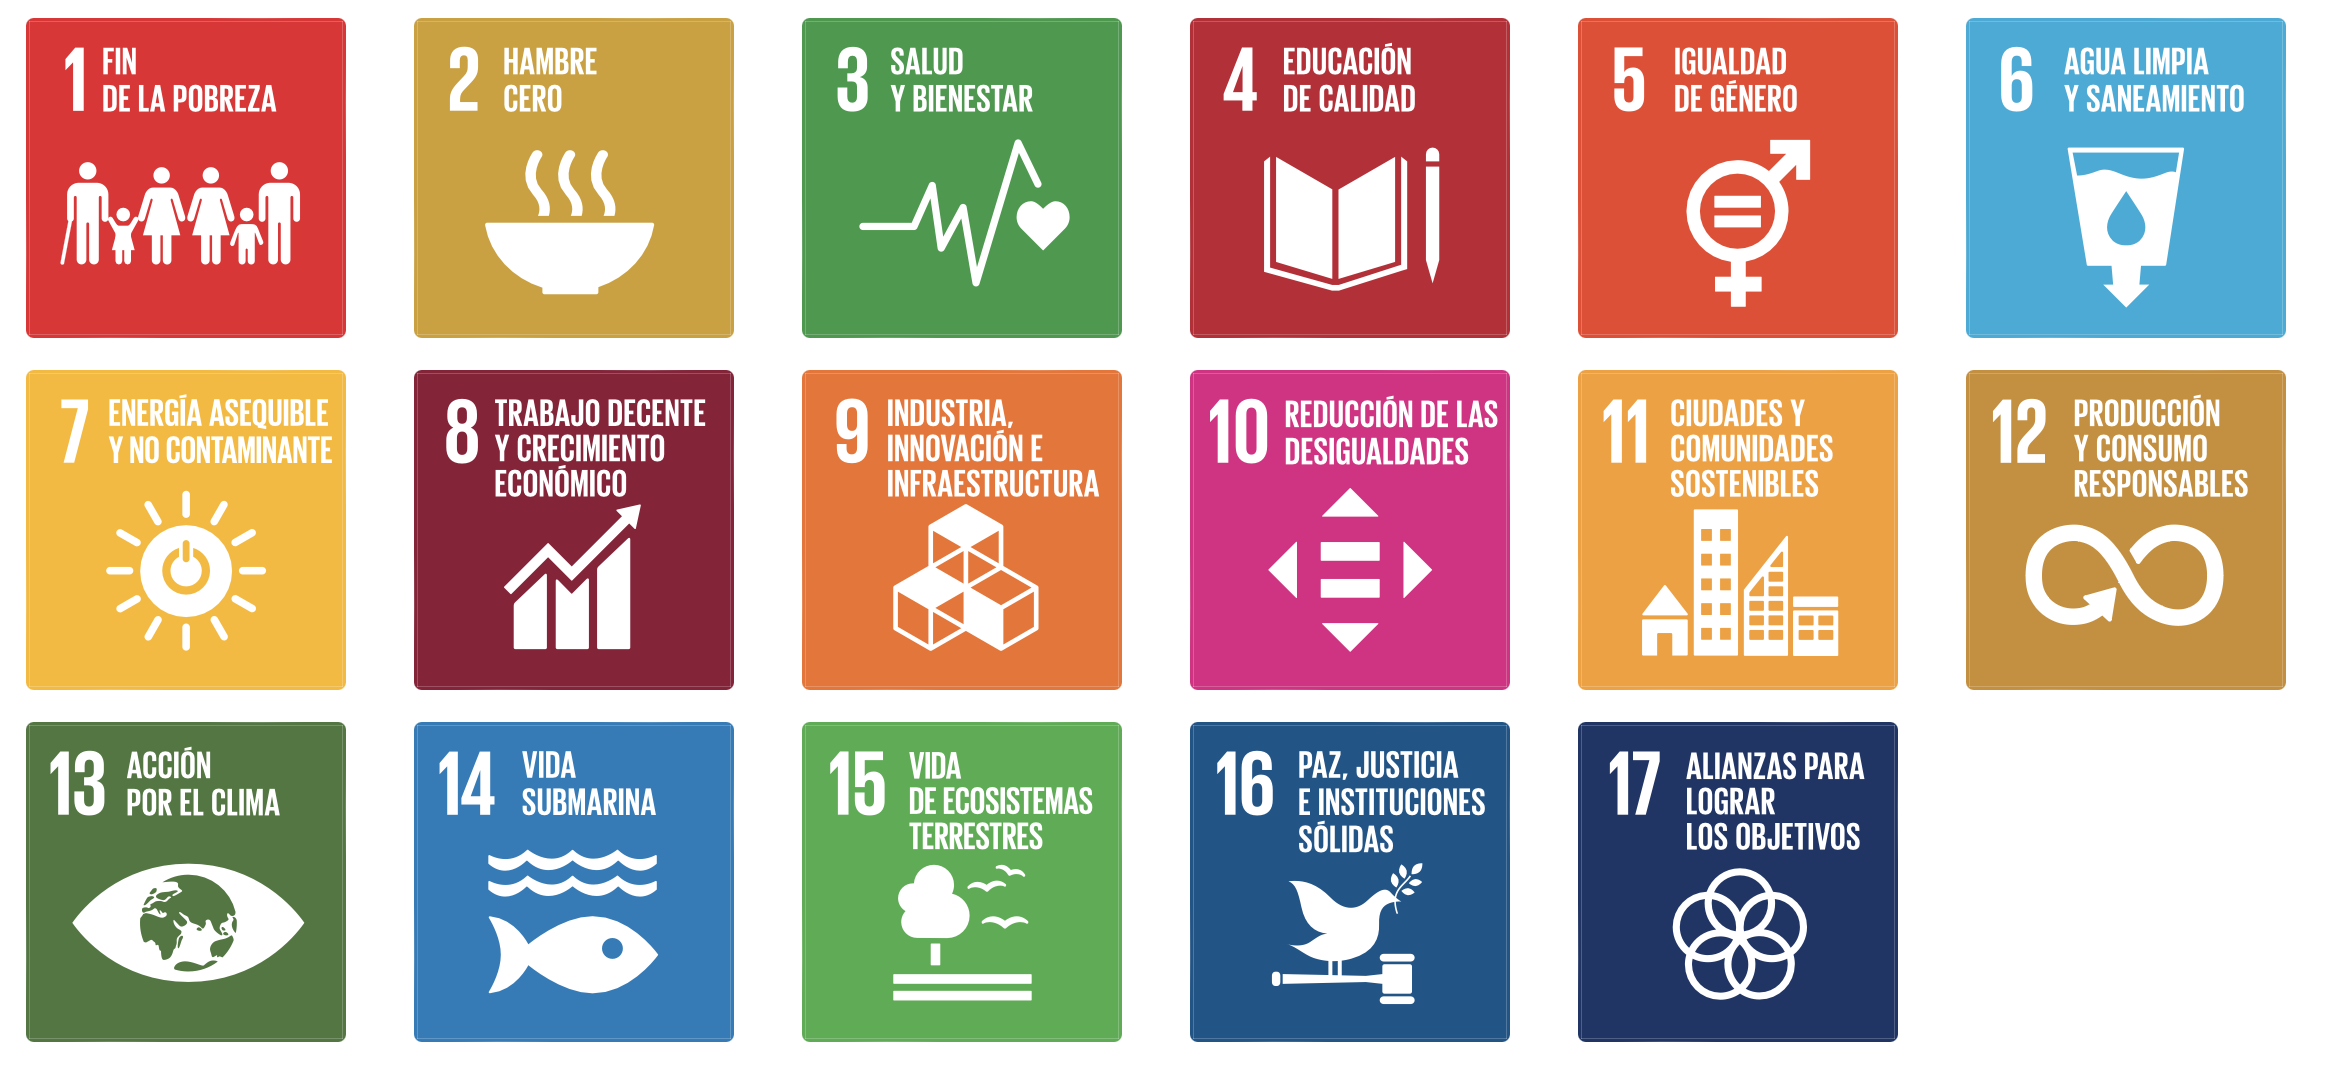 1 FIN
DE LA POBREZA
2 HAMBRE
CERO
3 SALUD
Y BIENESTAR
4 EDUCACIÓN
DE CALIDAD
5 IGUALDAD
DE GÉNERO
6 AGUA LIMPIA
Y SANEAMIENTO
7 ENERGÍA ASEQUIBLE
Y NO CONTAMINANTE
8 TRABAJO DECENTE
Y CRECIMIENTO
ECONÓMICO
9 INDUSTRIA,
INNOVACIÓN E
INFRAESTRUCTURA
10 REDUCCIÓN DE LAS
DESIGUALDADES
11 CIUDADES Y
COMUNIDADES
SOSTENIBLES
12 PRODUCCIÓN
Y CONSUMO
RESPONSABLES
13 ACCIÓN
POR EL CLIMA
14 VIDA
SUBMARINA
15 VIDA
DE ECOSISTEMAS
TERRESTRES
16 PAZ, JUSTICIA
E INSTITUCIONES
SÓLIDAS
17 ALIANZAS PARA
LOGRAR
LOS OBJETIVOS